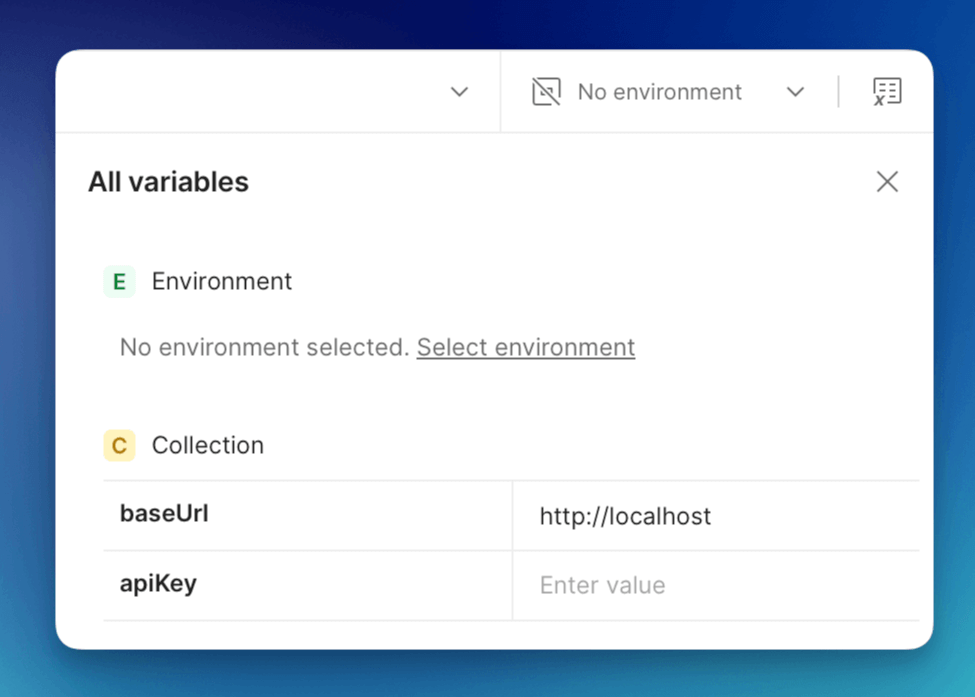 No environment
All variables
E Environment
No environment selected. Select environment
C Collection
baseUrl http://localhost
apiKey Enter value